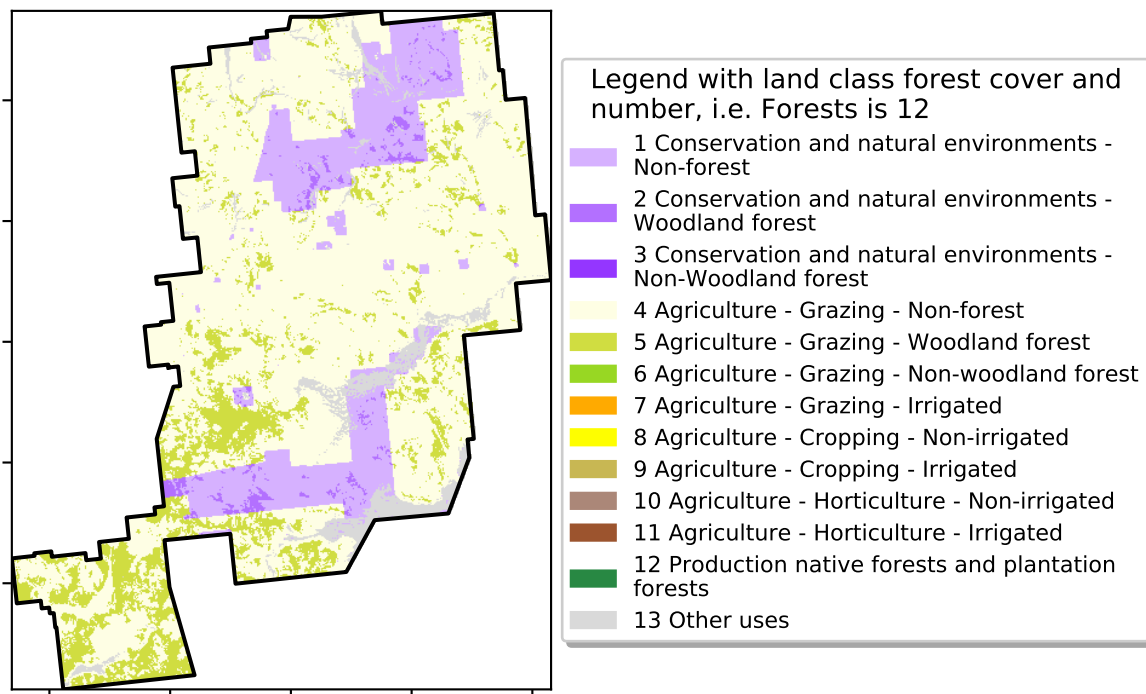 Legend with land class forest cover and
number, i.e. Forests is 12
1 Conservation and natural environments -
Non-forest
2 Conservation and natural environments -
Woodland forest
3 Conservation and natural environments -
Non-Woodland forest
4 Agriculture - Grazing - Non-forest
5 Agriculture - Grazing - Woodland forest
6 Agriculture - Grazing - Non-woodland forest
7 Agriculture - Grazing - Irrigated
8 Agriculture - Cropping - Non-irrigated
9 Agriculture - Cropping - Irrigated
10 Agriculture - Horticulture - Non-irrigated
11 Agriculture - Horticulture - Irrigated
12 Production native forests and plantation
forests
13 Other uses